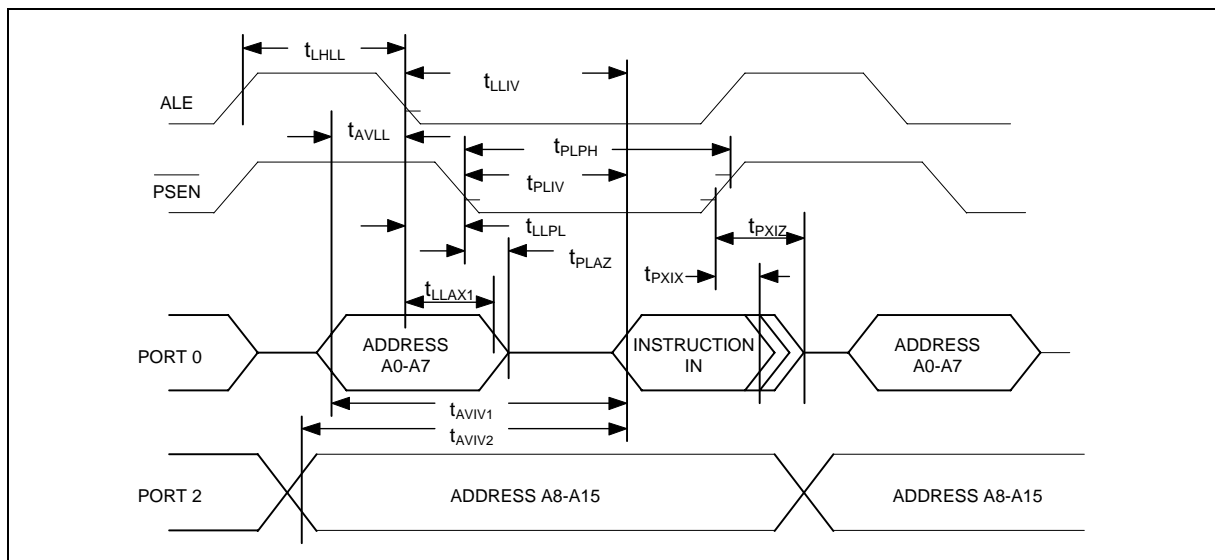 tLHLL
tLLIV
ALE
tAVLL
tPLPH
tPLIV
PSEN
tLLPL
tPXIZ
tPLAZ
tPXIX
tLLAX1
PORT 0
ADDRESS
A0-A7
INSTRUCTION
IN
ADDRESS
A0-A7
tAVIV1
tAVIV2
PORT 2
ADDRESS A8-A15
ADDRESS A8-A15